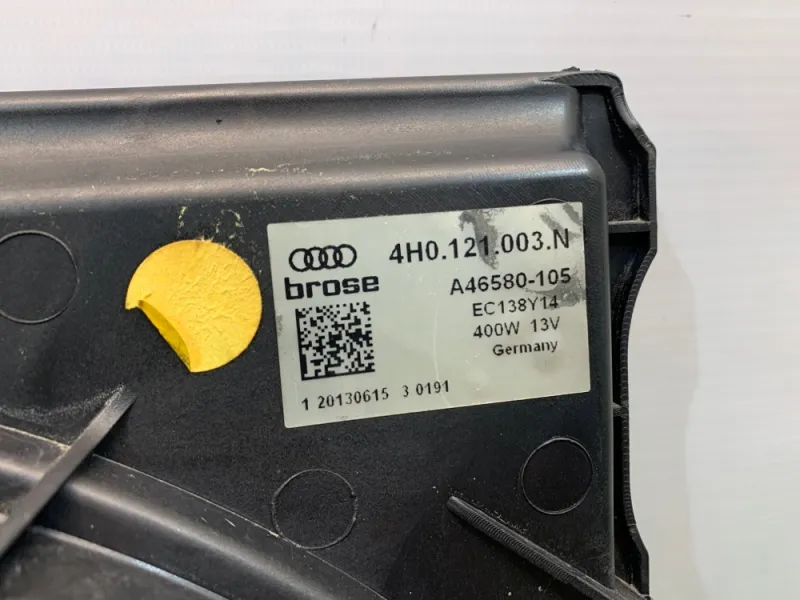 4H0.121.003.N
brose
A46580-105
EC138Y14
400W 13V
Germany
1 20130615 3 0191